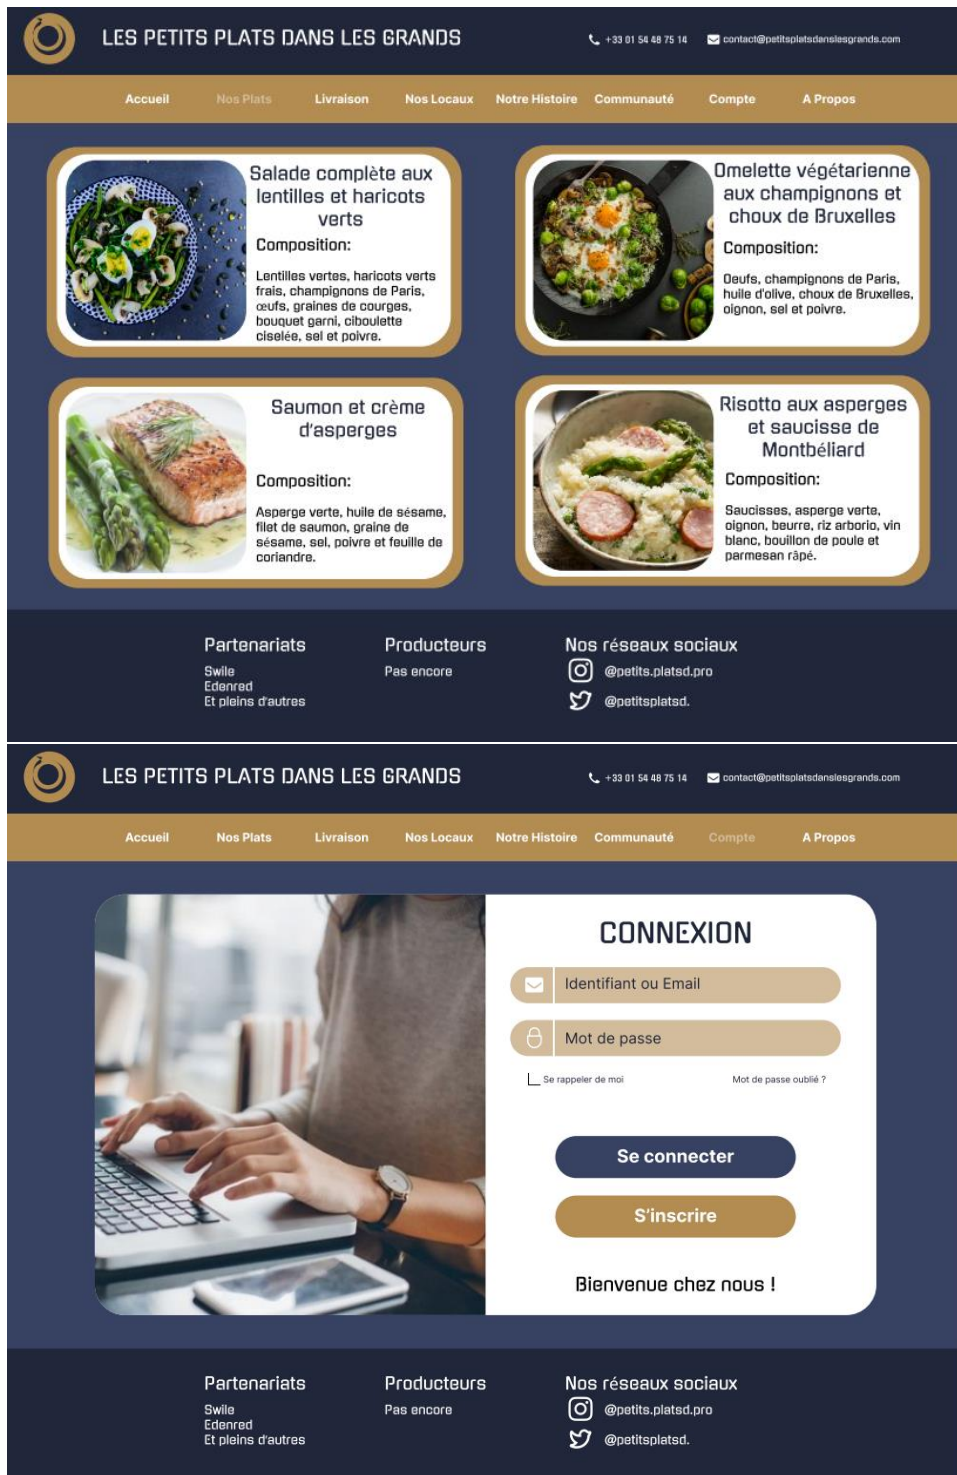 LES PETITS PLATS DANS LES GRANDS
+33 01 54 48 75 14
contact@petitsplatsdanslesgrands.com
Accueil Nos Plats Livraison Nos Locaux Notre Histoire Communauté Compte A Propos
Salade complète aux
lentilles et haricots
verts
Composition:
Lentilles vertes, haricots verts
frais, champignons de Paris,
œufs, graines de courges,
bouquet garni, ciboulette
ciselée, sel et poivre.
Omelette végétarienne
aux champignons et
choux de Bruxelles
Composition:
Oeufs, champignons de Paris,
huile d'olive, choux de Bruxelles,
oignon, sel et poivre.
Saumon et crème
d'asperges
Composition:
Asperge verte, huile de sésame,
filet de saumon, graine de
sésame, sel, poivre et feuille de
coriandre.
Risotto aux asperges
et saucisse de
Montbéliard
Composition:
Saucisses, asperge verte,
oignon, beurre, riz arborio, vin
blanc, bouillon de poule et
parmesan râpé.
Partenariats
Swile
Edenred
Et pleins d'autres
Producteurs
Pas encore
Nos réseaux sociaux
@petits.platsd.pro
@petitsplatsd.
LES PETITS PLATS DANS LES GRANDS
+33 01 54 48 75 14
contact@petitsplatsdanslesgrands.com
Accueil Nos Plats Livraison Nos Locaux Notre Histoire Communauté Compte A Propos
CONNEXION
Identifiant ou Email
Mot de passe
Se rappeler de moi
Mot de passe oublié ?
Se connecter
S'inscrire
Bienvenue chez nous !
Partenariats
Swile
Edenred
Et pleins d'autres
Producteurs
Pas encore
Nos réseaux sociaux
@petits.platsd.pro
@petitsplatsd.